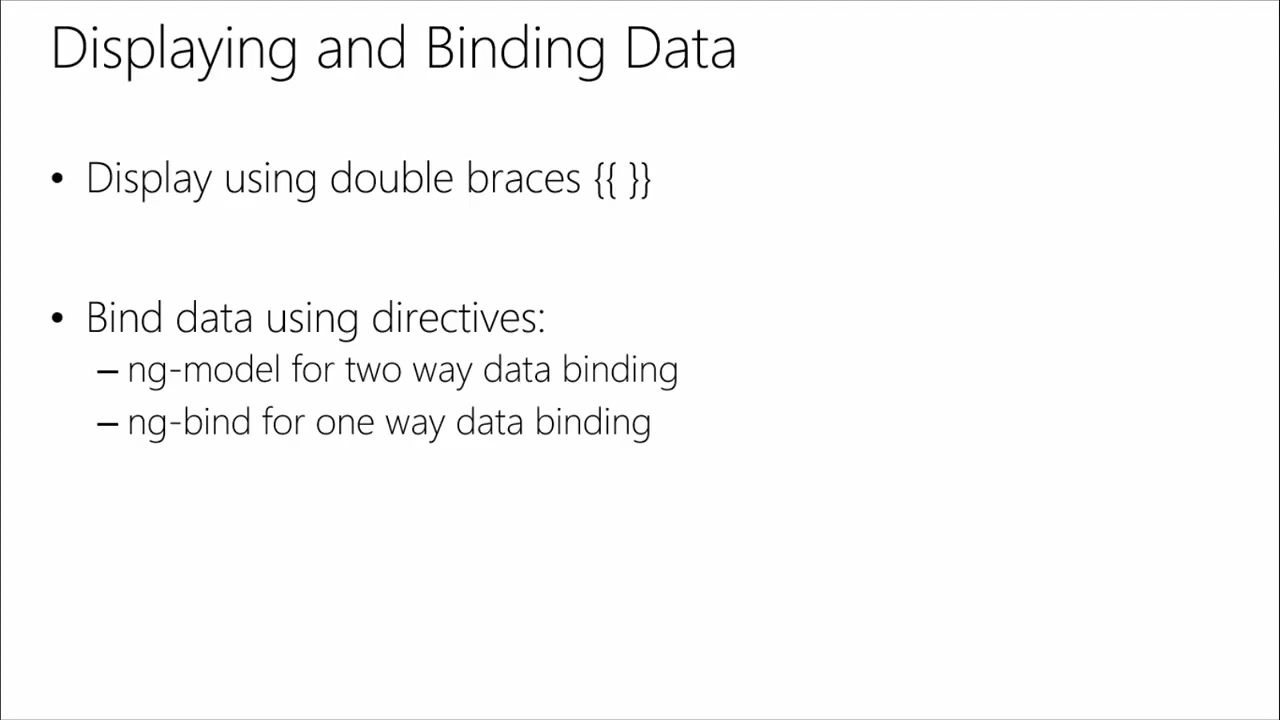 Displaying and Binding Data
• Display using double braces {{ }}
• Bind data using directives:
– ng-model for two way data binding
– ng-bind for one way data binding